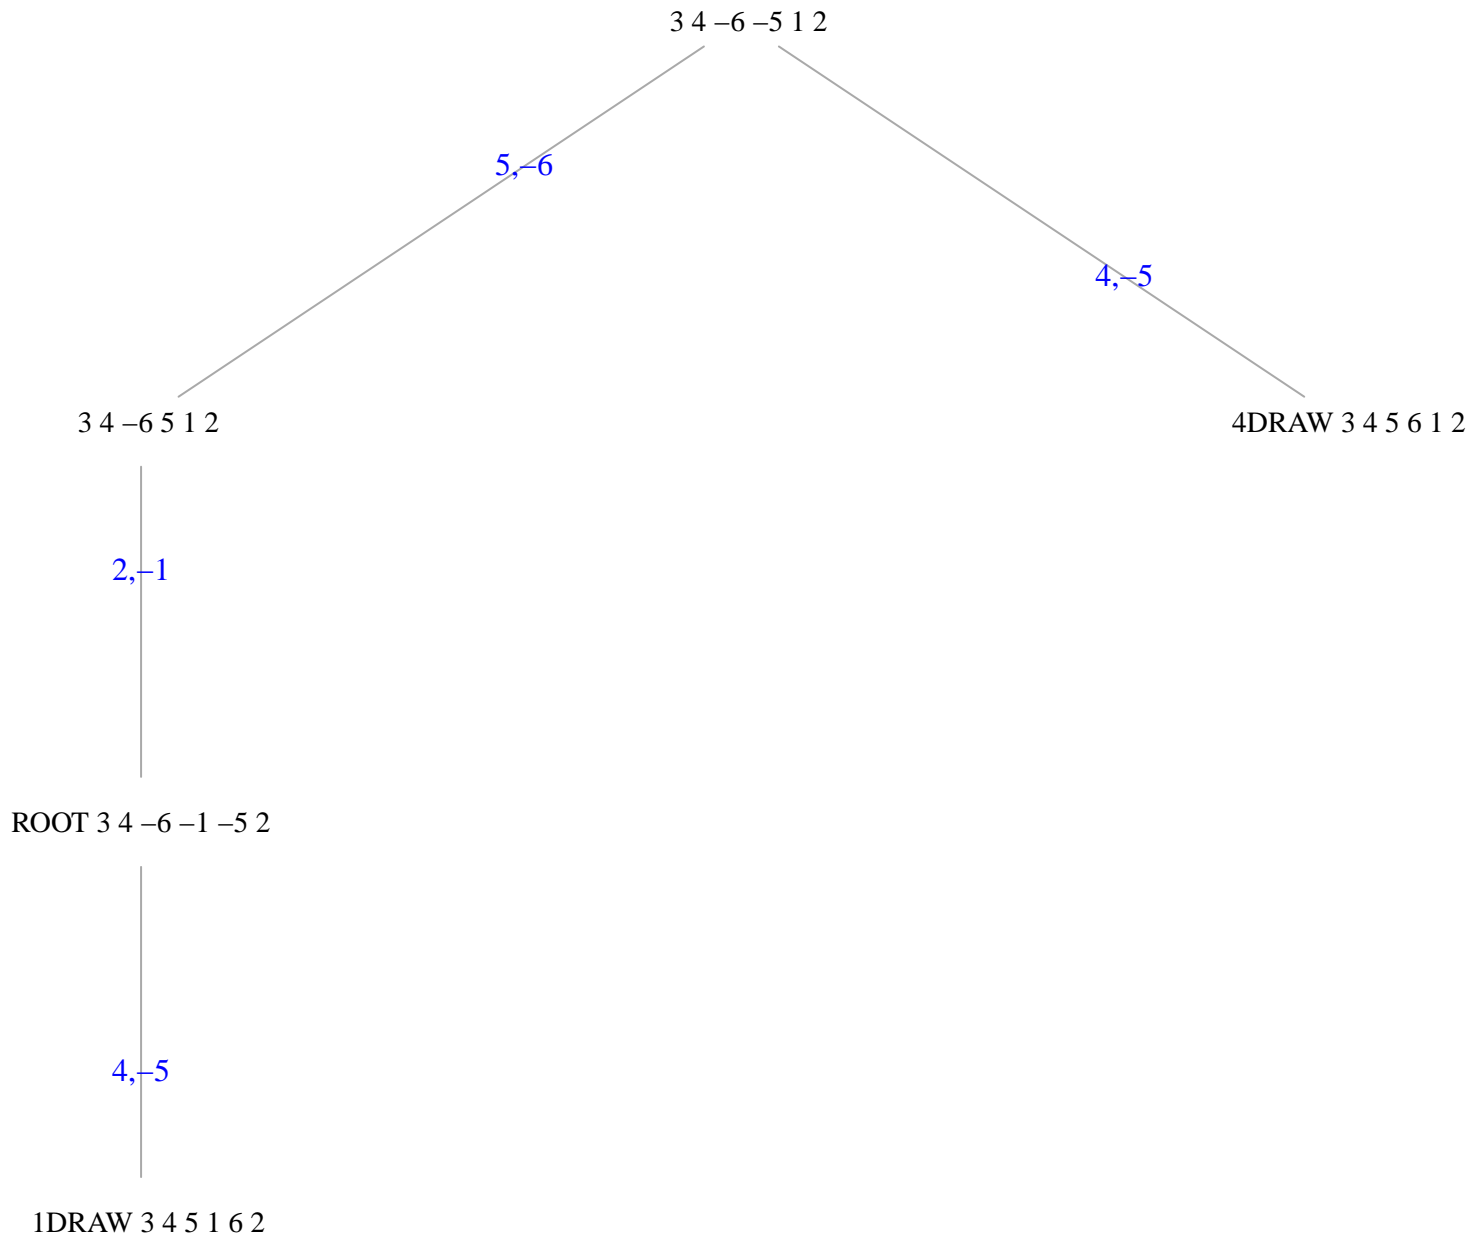 3 4 –6 –5 1 2
5,–6
4,–5
3 4 –6 5 1 2
4DRAW 3 4 5 6 1 2
2,–1
ROOT 3 4 –6 –1 –5 2
4,–5
1DRAW 3 4 5 1 6 2